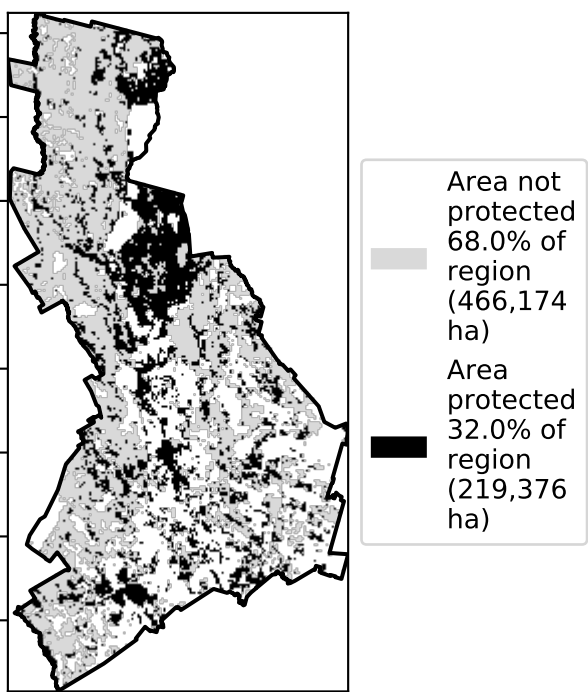 Area not
protected
68.0% of
region
(466,174
ha)
Area
protected
32.0% of
region
(219,376
ha)